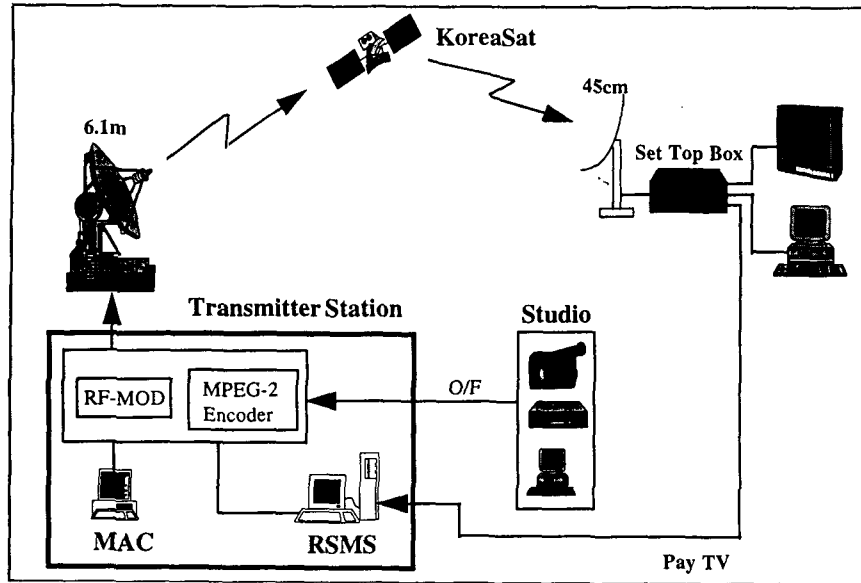 KoreaSat
45cm
6.1m
Set Top Box
Transmitter Station
Studio
RF-MOD
MPEG-2
Encoder
O/F
MAC
RSMS
Pay TV